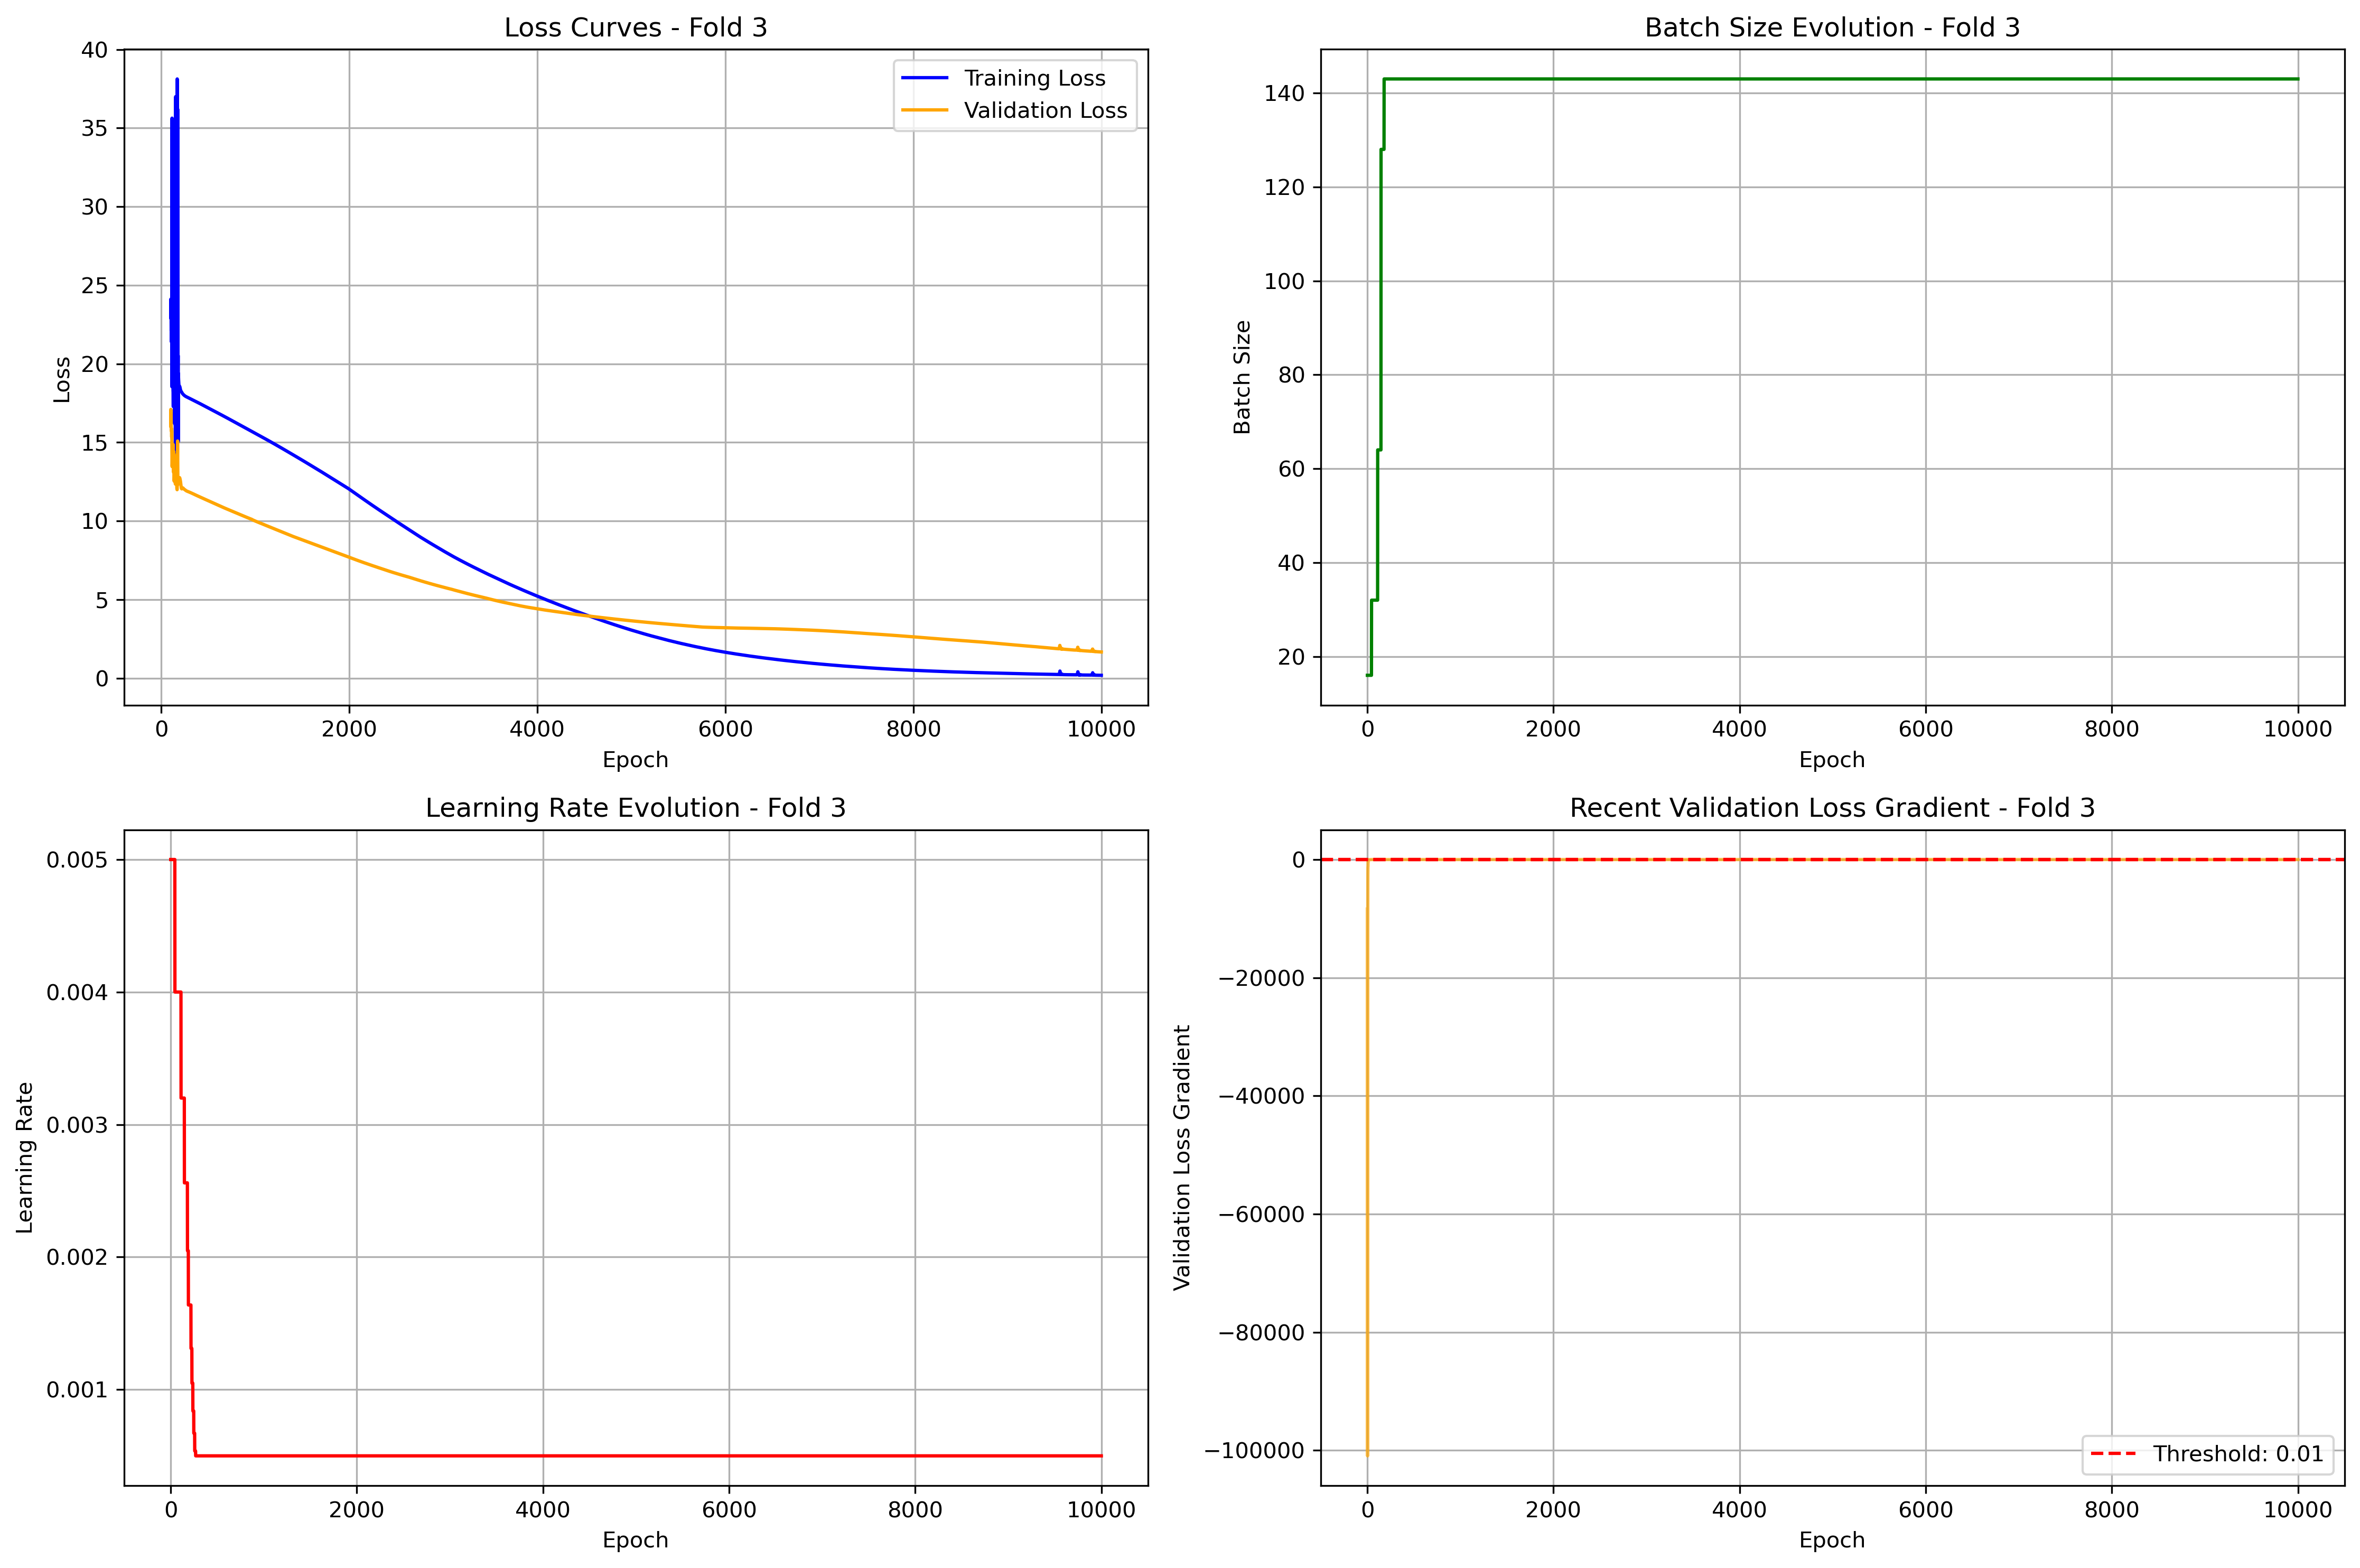 Loss Curves - Fold 3
Loss
40
35
30
25
20
15
10
5
0
Training Loss
Validation Loss
0 2000 4000 6000 8000 10000
Epoch
Batch Size Evolution - Fold 3
Batch Size
140
120
100
80
60
40
20
0 2000 4000 6000 8000 10000
Epoch
Learning Rate Evolution - Fold 3
Learning Rate
0.005
0.004
0.003
0.002
0.001
0 2000 4000 6000 8000 10000
Epoch
Recent Validation Loss Gradient - Fold 3
Validation Loss Gradient
0
−20000
−40000
−60000
−80000
−100000
Threshold: 0.01
0 2000 4000 6000 8000 10000
Epoch